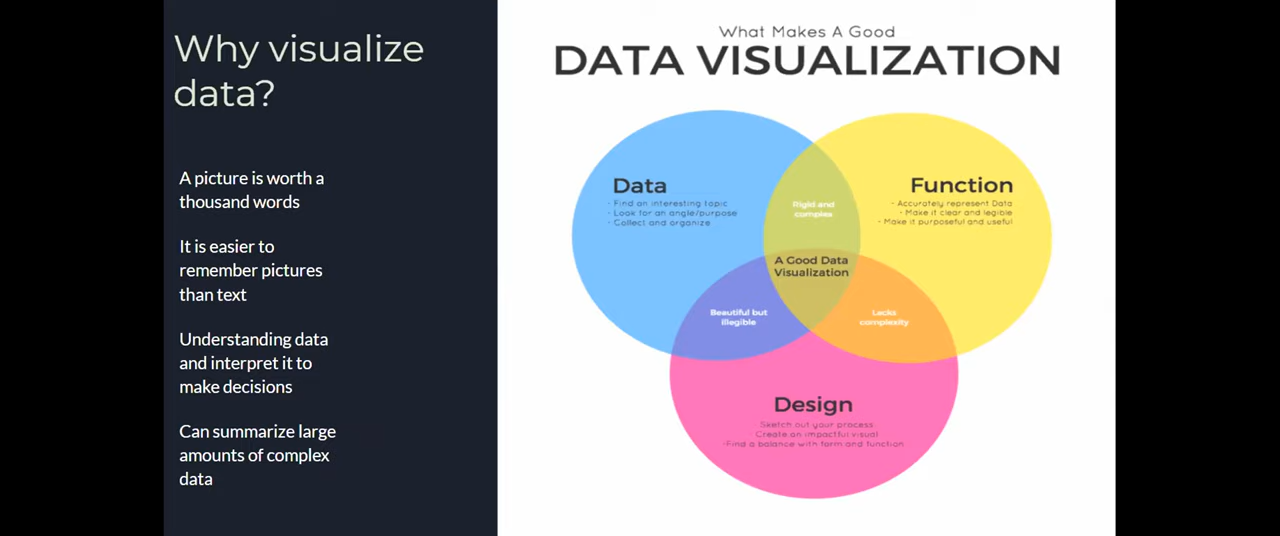 Why visualize
data?
A picture is worth a
thousand words
It is easier to
remember pictures
than text
Understanding data
and interpret it to
make decisions
Can summarize large
amounts of complex
data
What Makes A Good
DATA VISUALIZATION
Data
- Find an interesting topic
- Look for an angle/purpose
- Collect and organize
Rigid and
complex
Function
- Accurately represent Data
- Make it clear and legible
- Make it purposeful and useful
A Good Data
Visualization
Beautiful but
illegible
Lacks
complexity
Design
Sketch out your process
- Create an impactful visual
-Find a balance with form and function